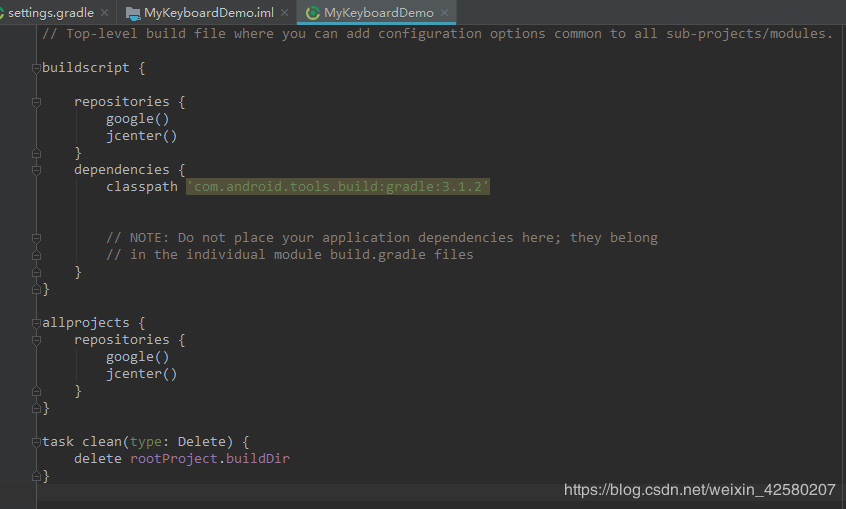 settings.gradle MyKeyboardDemo.iml MyKeyboardDemo
// Top-level build file where you can add configuration options common to all sub-projects/modules.
buildscript {
repositories {
google()
jcenter()
}
dependencies {
classpath 'com.android.tools.build:gradle:3.1.2'
// NOTE: Do not place your application dependencies here; they belong
// in the individual module build.gradle files
}
}
allprojects {
repositories {
google()
jcenter()
}
}
task clean(type: Delete) {
delete rootProject.buildDir
}
https://blog.csdn.net/weixin_42580207